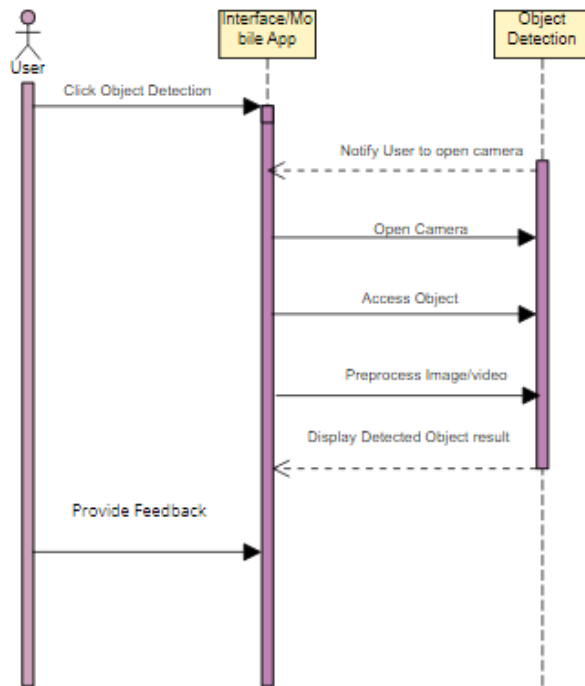 Interface/Mo
bile App
Object
Detection
User
Click Object Detection
Notify User to open camera
Open Camera
Access Object
Preprocess Image/video
Display Detected Object result
Provide Feedback